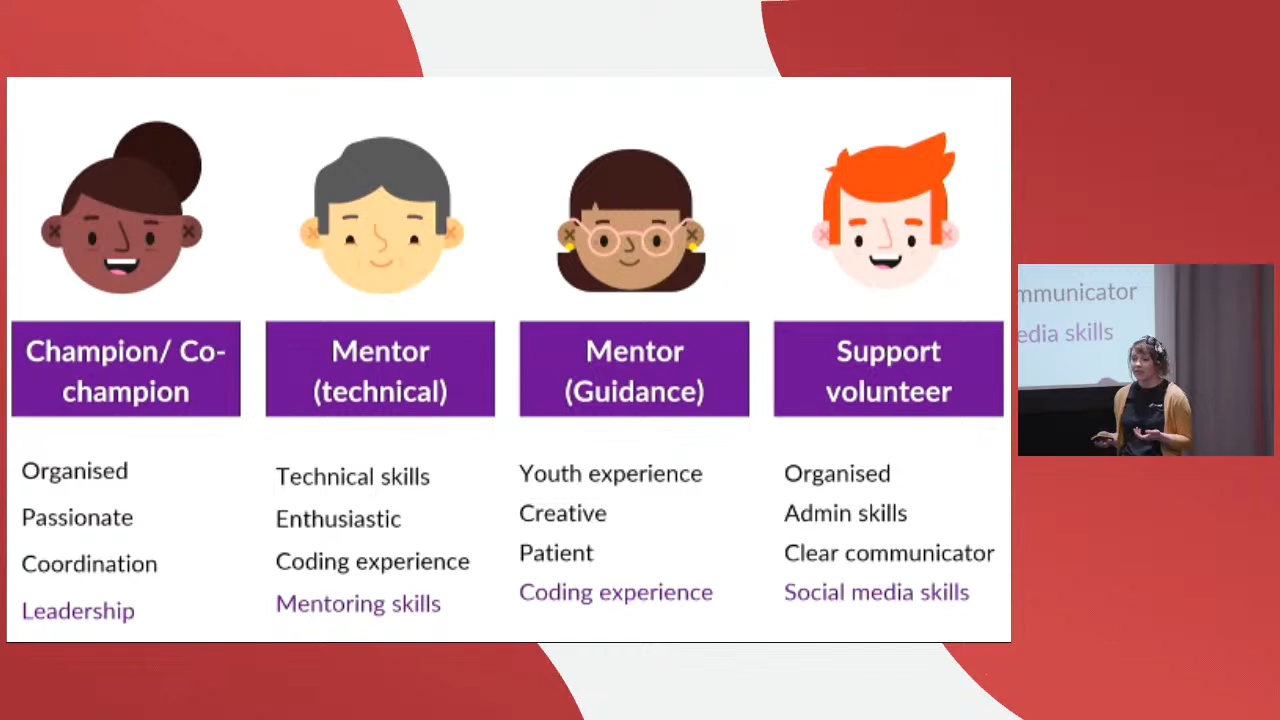 Champion/ Co-
champion
Organised
Passionate
Coordination
Leadership
Mentor
(technical)
Technical skills
Enthusiastic
Coding experience
Mentoring skills
Mentor
(Guidance)
Youth experience
Creative
Patient
Coding experience
Support
volunteer
Organised
Admin skills
Clear communicator
Social media skills
mmunicator
edia skills